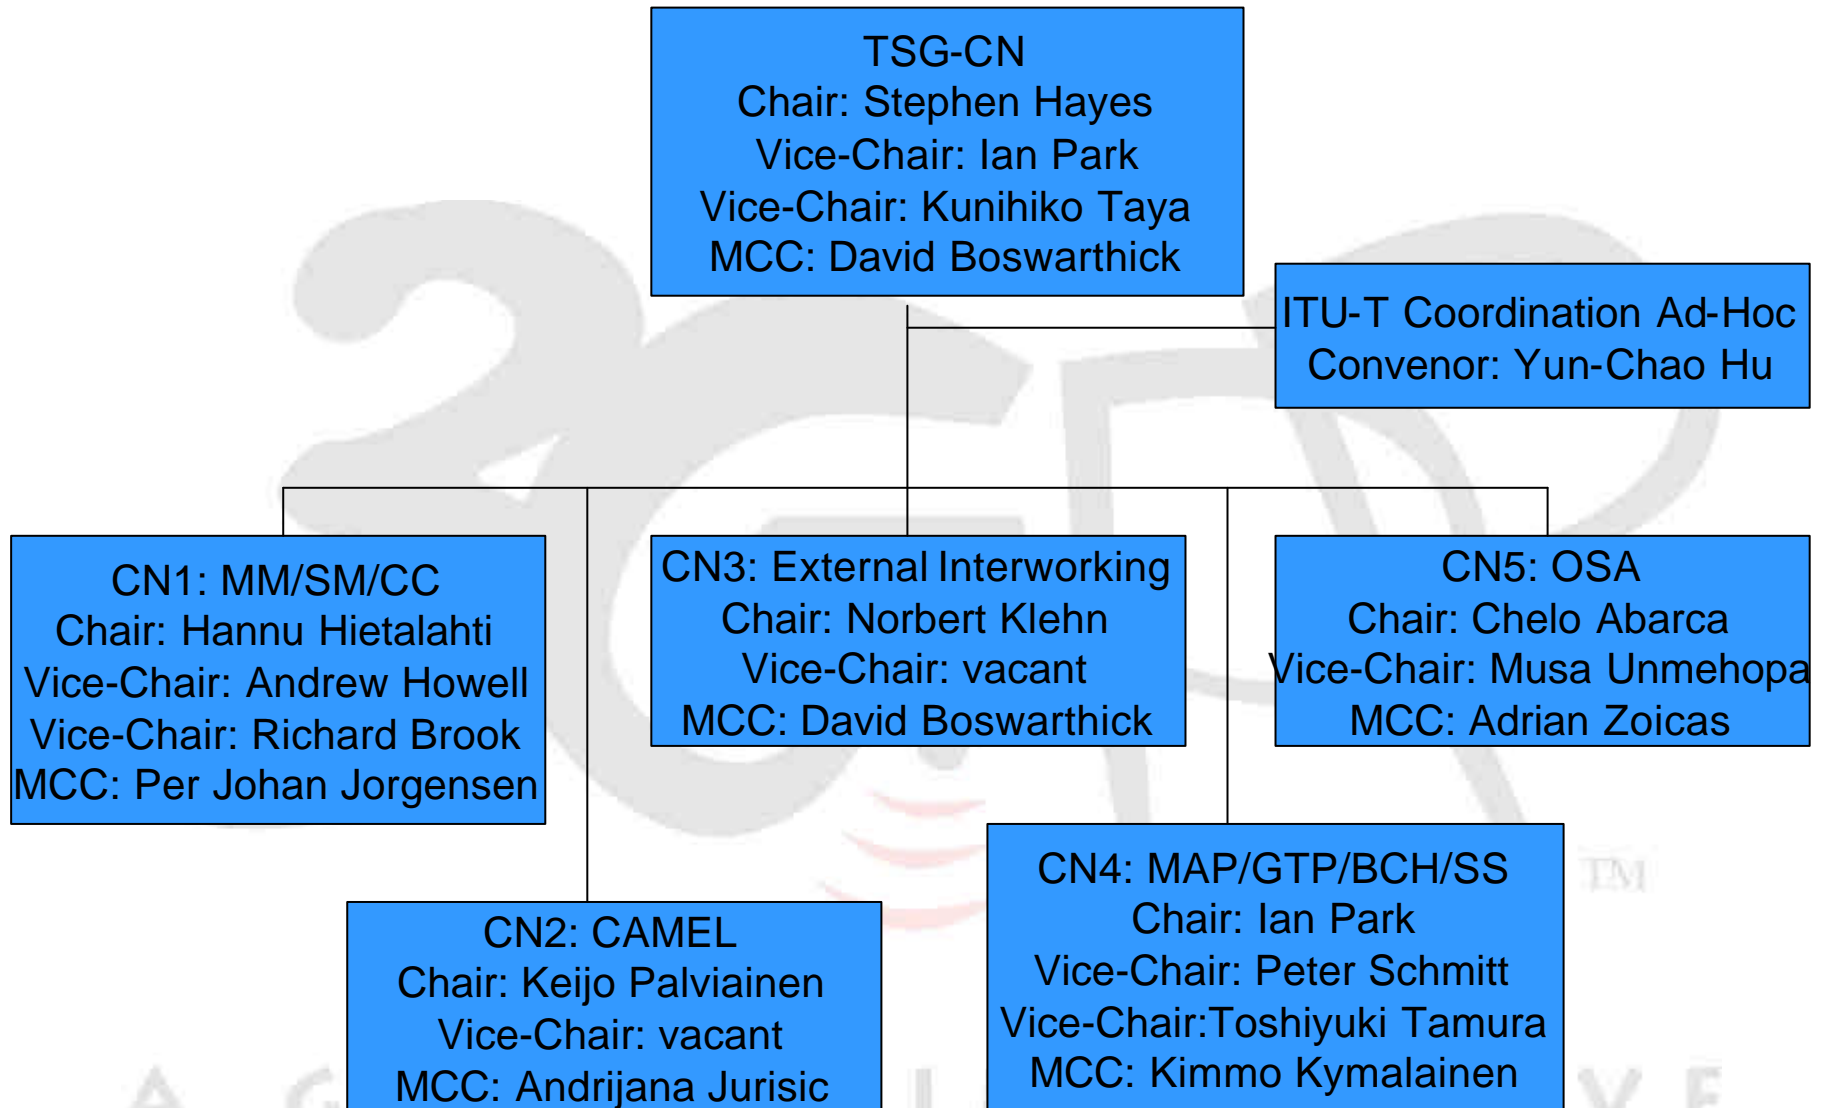 TSG-CN
Chair: Stephen Hayes
Vice-Chair: Ian Park
Vice-Chair: Kunihiko Taya
MCC: David Boswarthick
ITU-T Coordination Ad-Hoc
Convenor: Yun-Chao Hu
CN1: MM/SM/CC
Chair: Hannu Hietalahti
Vice-Chair: Andrew Howell
Vice-Chair: Richard Brook
MCC: Per Johan Jorgensen
CN3: External Interworking
Chair: Norbert Klehn
Vice-Chair: vacant
MCC: David Boswarthick
CN5: OSA
Chair: Chelo Abarca
Vice-Chair: Musa Unmehopa
MCC: Adrian Zoicas
CN2: CAMEL
Chair: Keijo Palviainen
Vice-Chair: vacant
MCC: Andrijana Jurisic
CN4: MAP/GTP/BCH/SS
Chair: Ian Park
Vice-Chair: Peter Schmitt
Vice-Chair:Toshiyuki Tamura
MCC: Kimmo Kymalainen
TM